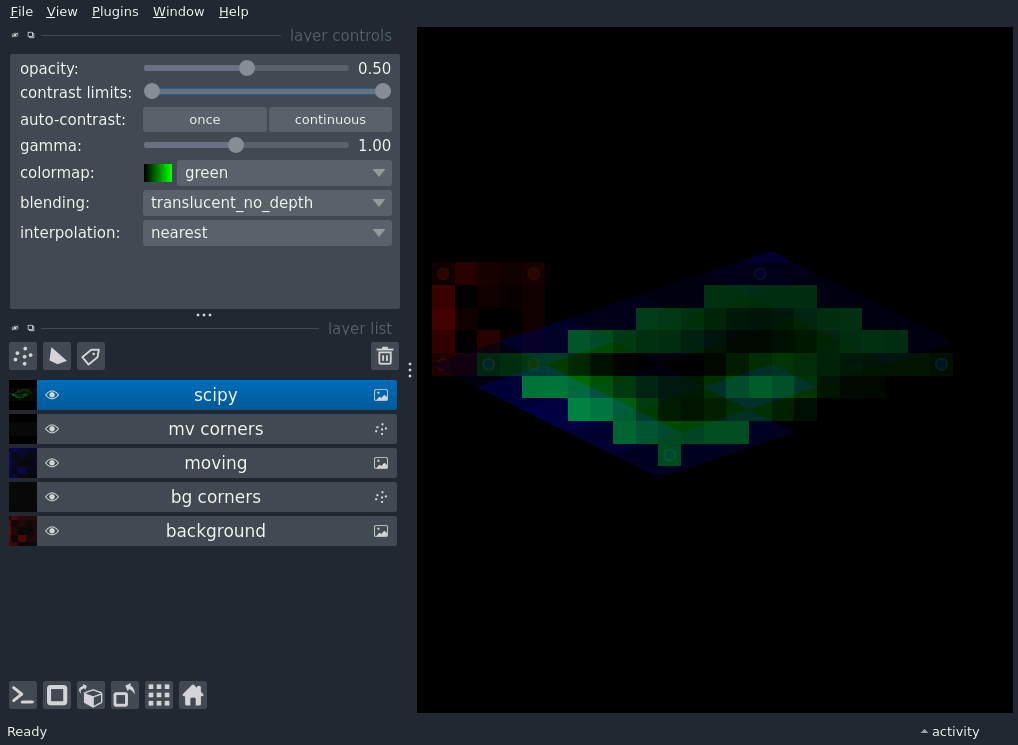 File View Plugins Window Help
layer controls
opacity: 0.50
contrast limits:
auto-contrast: once continuous
gamma: 1.00
colormap: green
blending: translucent_no_depth
interpolation: nearest
layer list
scipy
mv corners
moving
bg corners
background
Ready activity